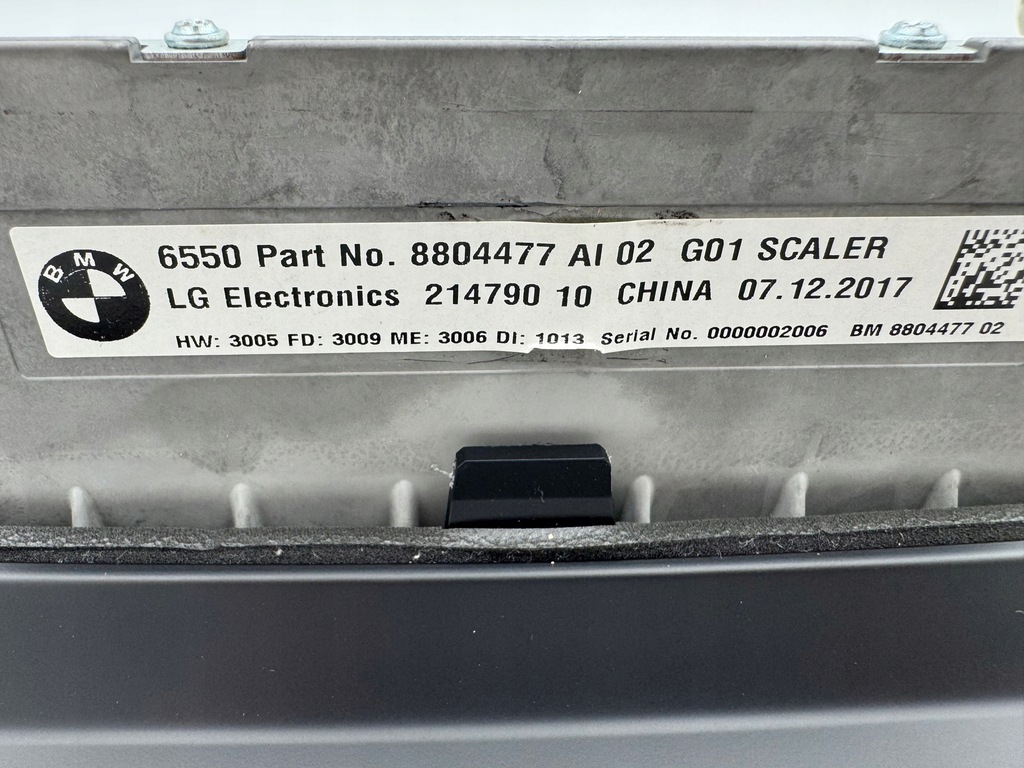 BMW
6550 Part No. 8804477 AI 02 G01 SCALER
LG Electronics 214790 10 CHINA 07.12.2017
HW: 3005 FD: 3009 ME: 3006 DI: 1013 Serial No. 0000002006 BM 8804477 02